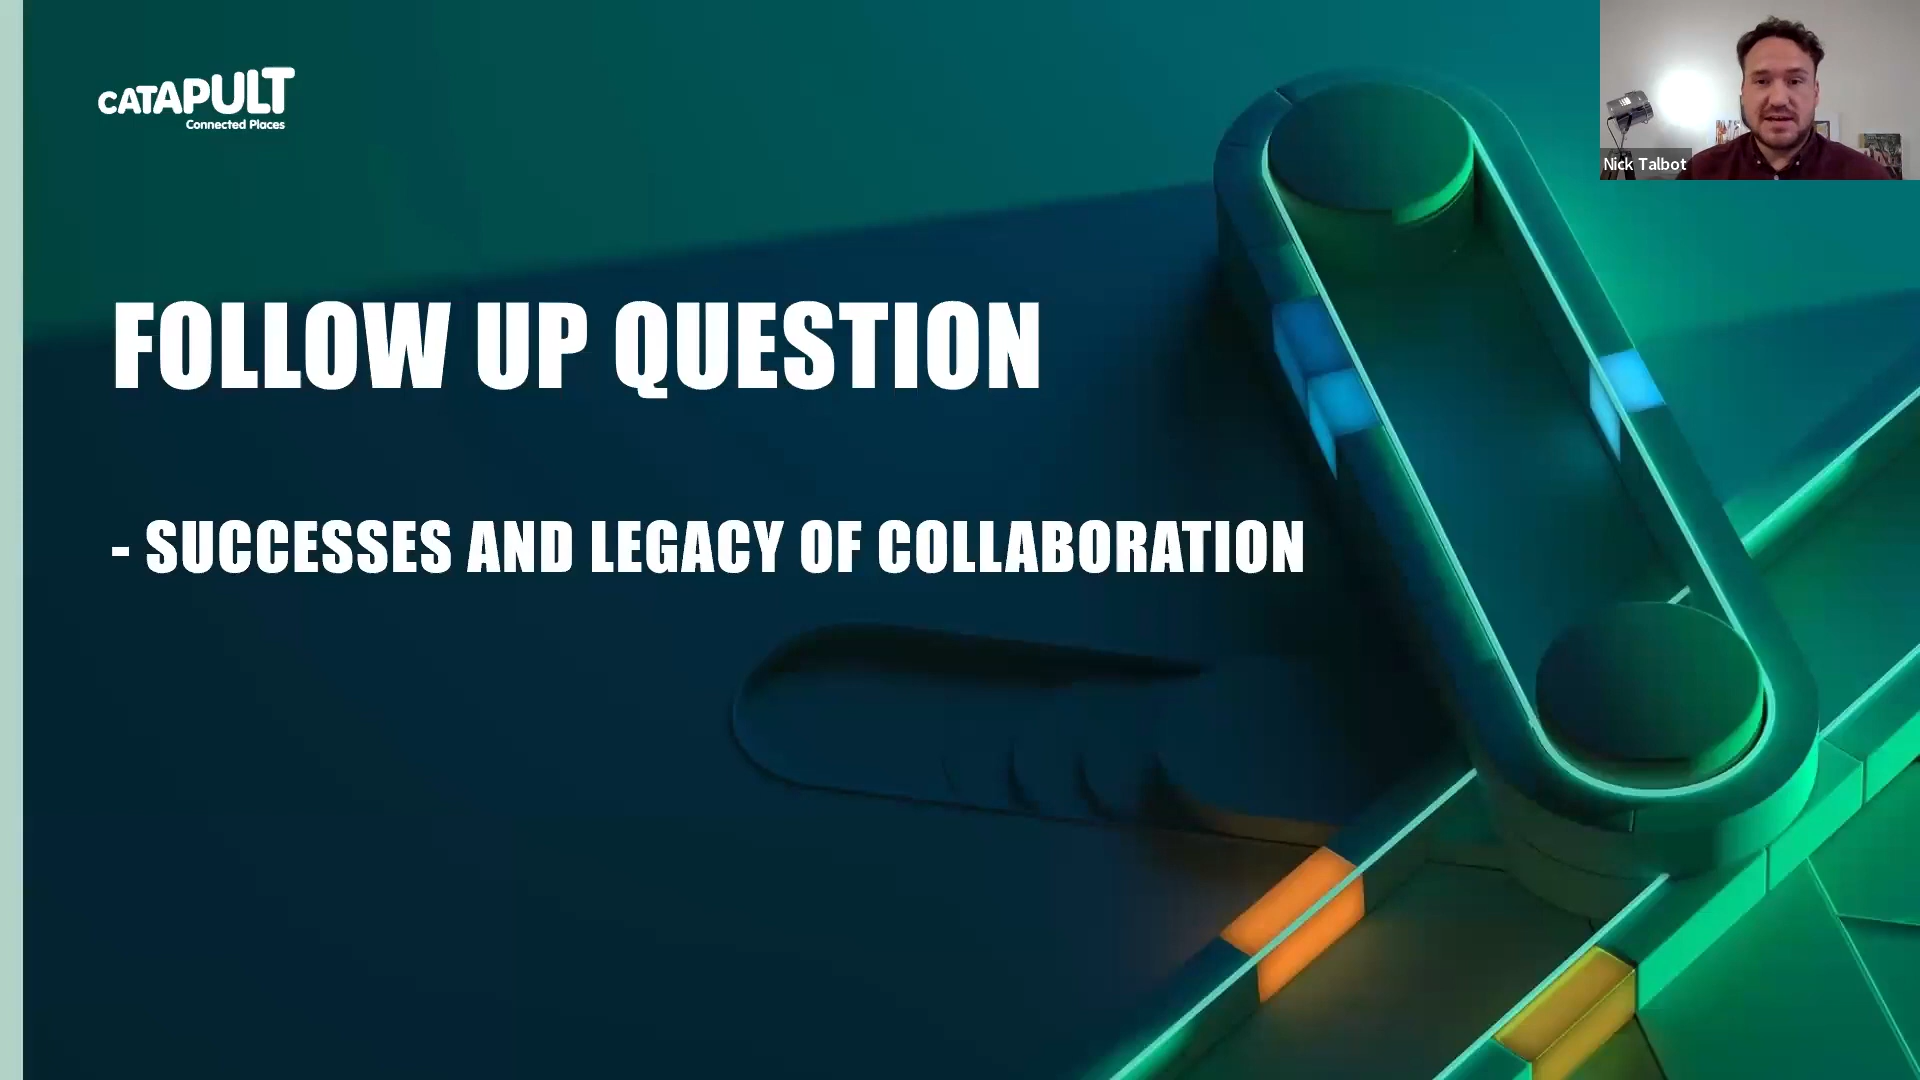 CATAPULT
Connected Places
Nick Talbot
FOLLOW UP QUESTION
- SUCCESSES AND LEGACY OF COLLABORATION